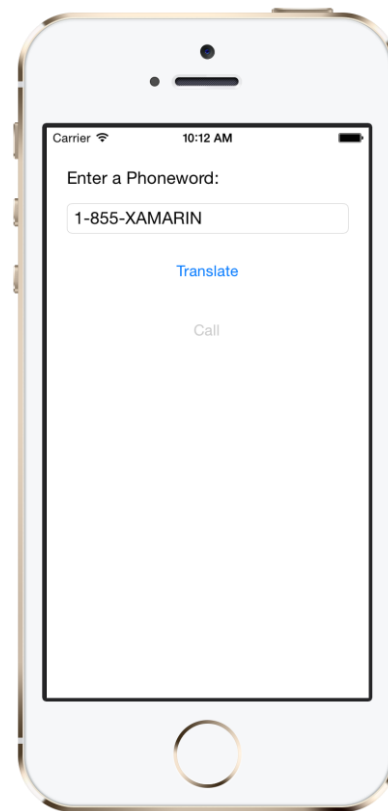 Carrier 10:12 AM
Enter a Phoneword:
1-855-XAMARIN
Translate
Call